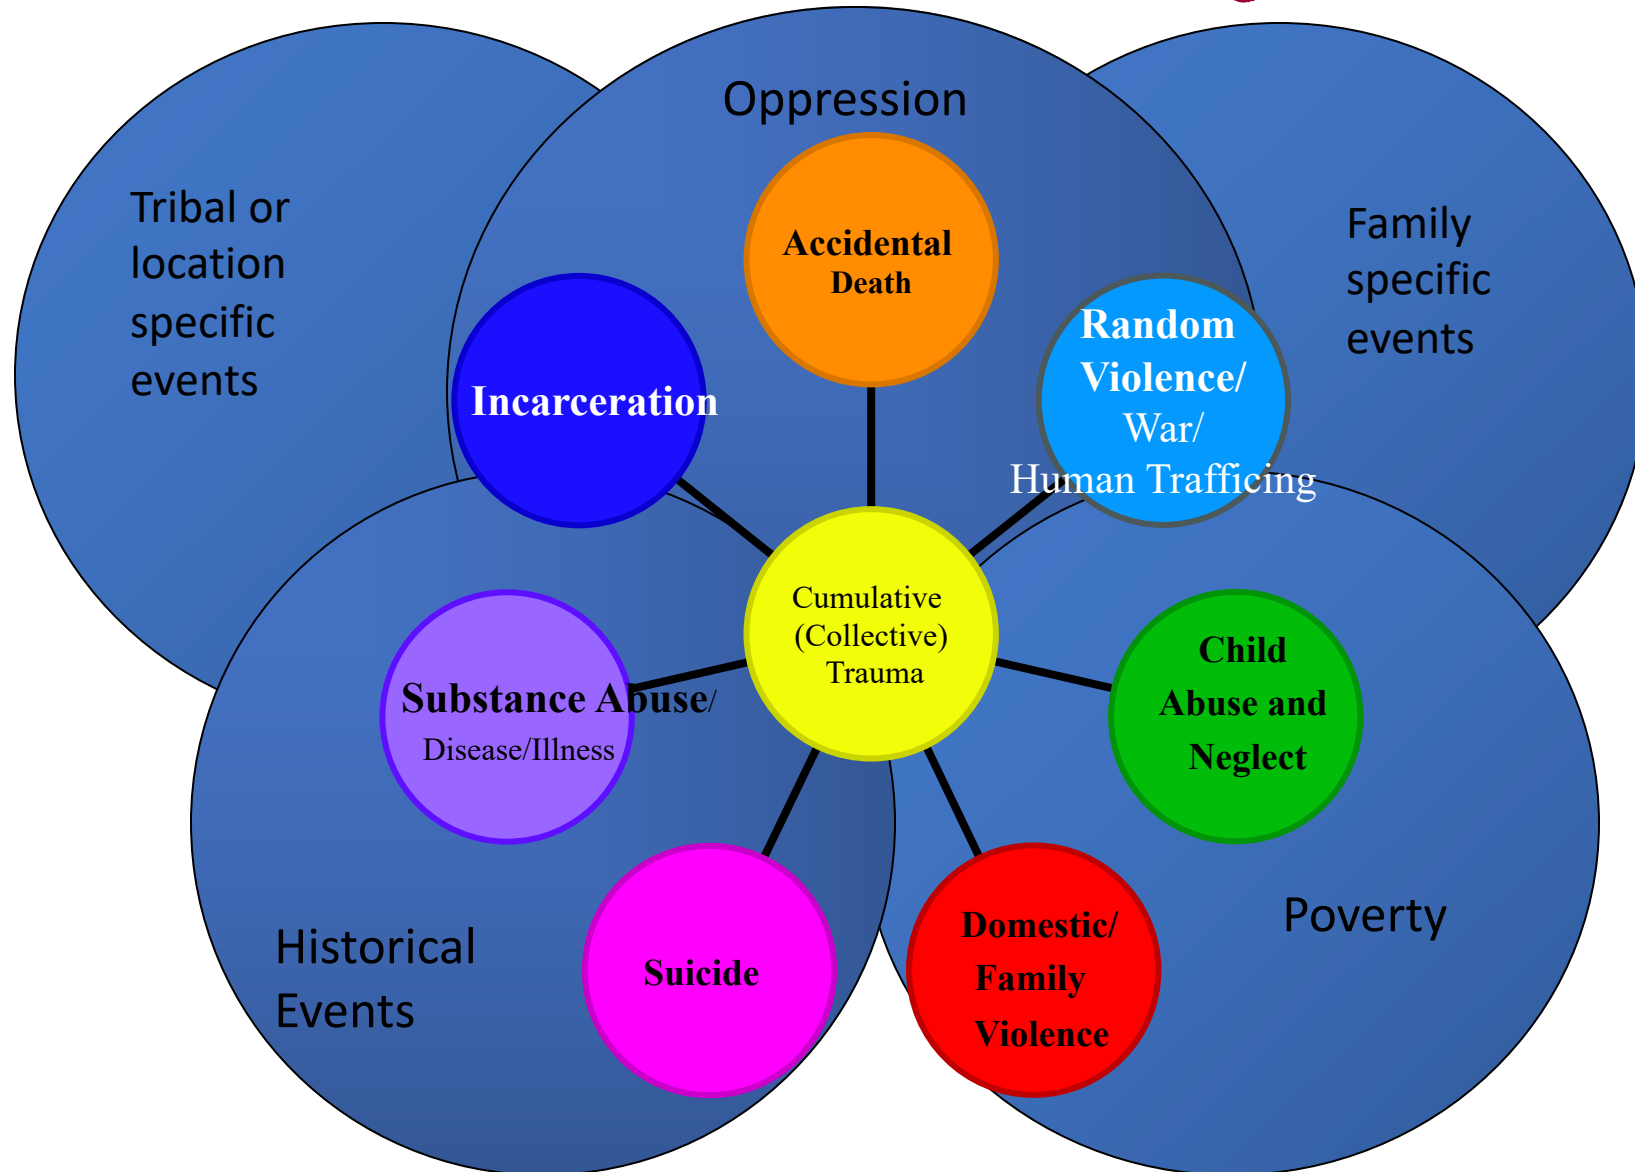 Oppression
Tribal or
location
specific
events
Family
specific
events
Accidental
Death
Incarceration
Random
Violence/
War/
Human Trafficing
Cumulative
(Collective)
Trauma
Substance Abuse/
Disease/Illness
Child
Abuse and
Neglect
Historical
Events
Suicide
Domestic/
Family
Violence
Poverty